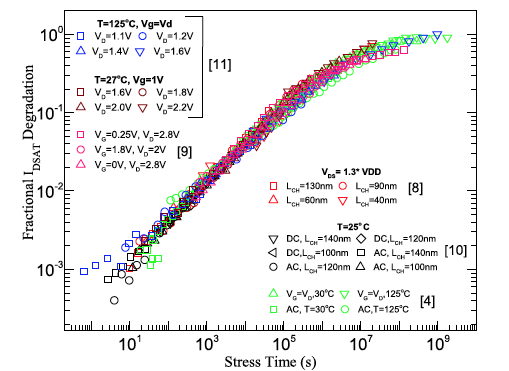 T=125°C, Vg=Vd
V_D=1.1V V_D=1.2V
V_D=1.4V V_D=1.6V
[11]
T=27°C, Vg=1V
V_D=1.6V V_D=1.8V
V_D=2.0V V_D=2.2V
V_G=0.25V, V_D=2.8V
V_G=1.8V, V_D=2V
[9]
V_G=0V, V_D=2.8V
V_DS= 1.3* VDD
L_CH=130nm L_CH=90nm
[8]
L_CH=60nm L_CH=40nm
T=25°C
DC, L_CH=140nm DC,L_CH=120nm
DC, L_CH=100nm AC, L_CH=140nm
[10]
AC, L_CH=120nm AC, L_CH=100nm
V_G=V_D,30°C V_G=V_D,125°C
[4]
AC, T=30°C AC,T=125°C
Fractional I_DSAT Degradation
10^0
10^-1
10^-2
10^-3
10^1 10^3 10^5 10^6 10^7 10^8 10^9
Stress Time (s)